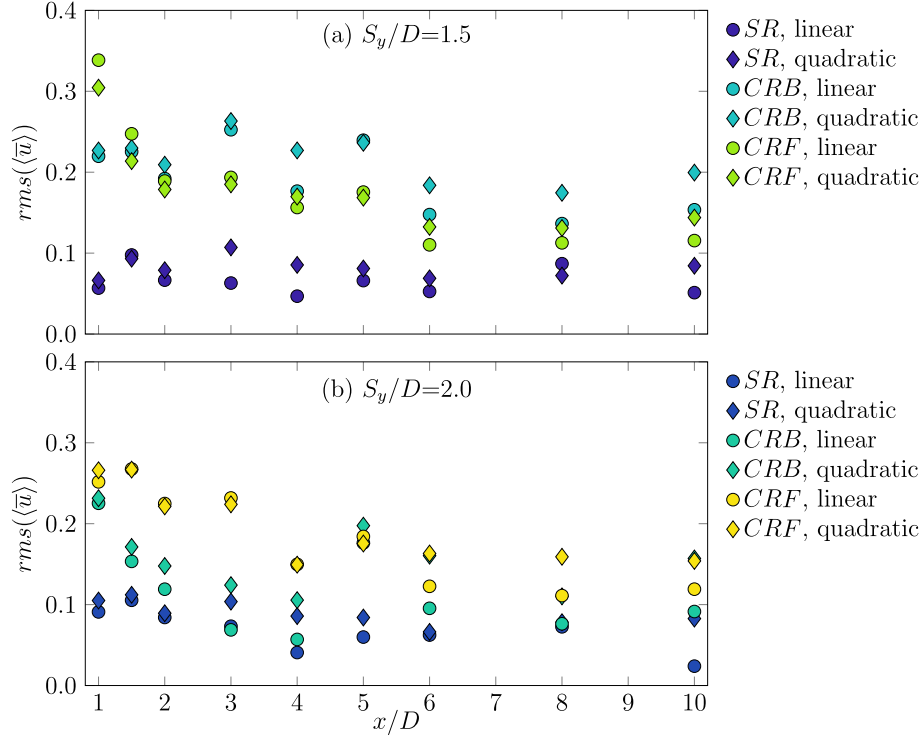 0.4
0.3
0.2
0.1
0.0
rms(⟨u̅⟩)
(a) S_y/D=1.5
SR, linear
SR, quadratic
CRB, linear
CRB, quadratic
CRF, linear
CRF, quadratic
0.4
0.3
0.2
0.1
0.0
rms(⟨u̅⟩)
(b) S_y/D=2.0
SR, linear
SR, quadratic
CRB, linear
CRB, quadratic
CRF, linear
CRF, quadratic
1 2 3 4 5 6 7 8 9 10
x/D